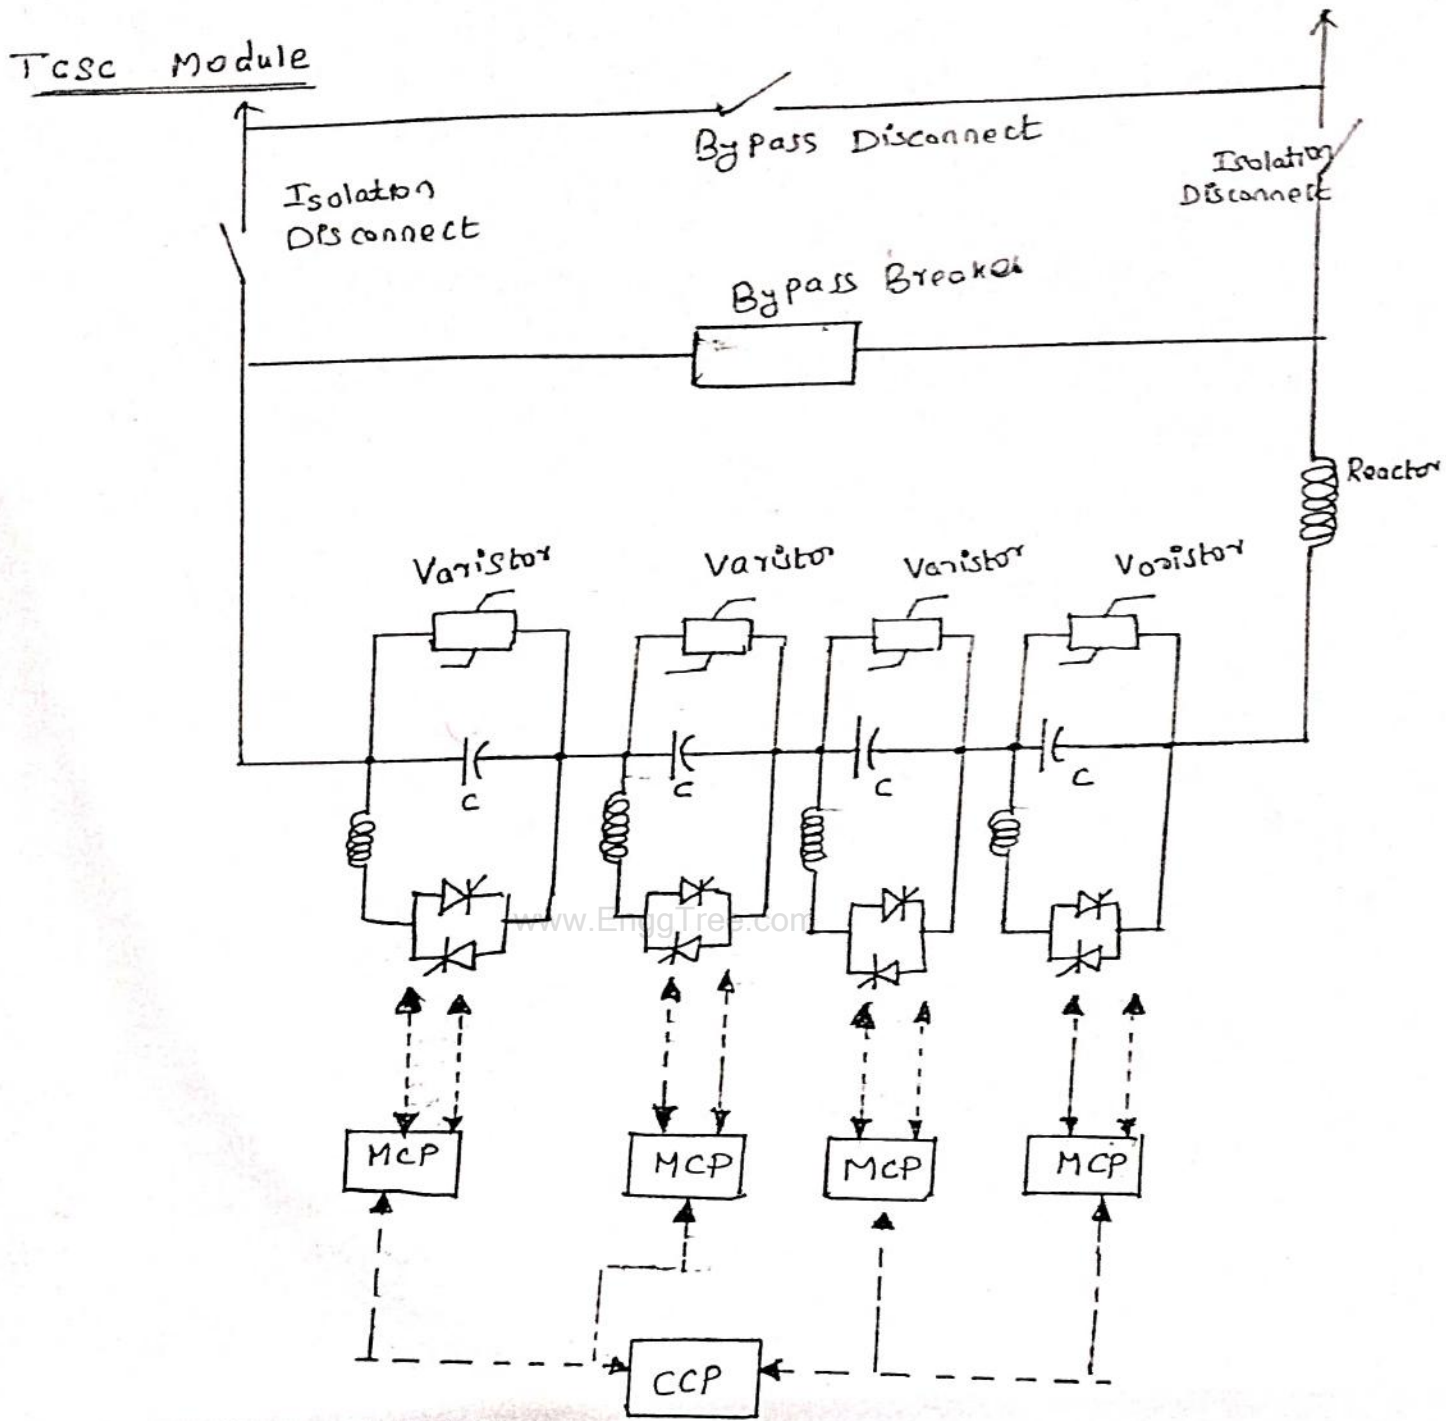 Tcsc Module
Bypass Disconnect
Isolation
Disconnect
Isolation
Disconnect
Bypass Breaker
Reactor
Varistor
Varistor
Varistor
Varistor
C
C
C
C
www.EnggTree.com
MCP
MCP
MCP
MCP
CCP